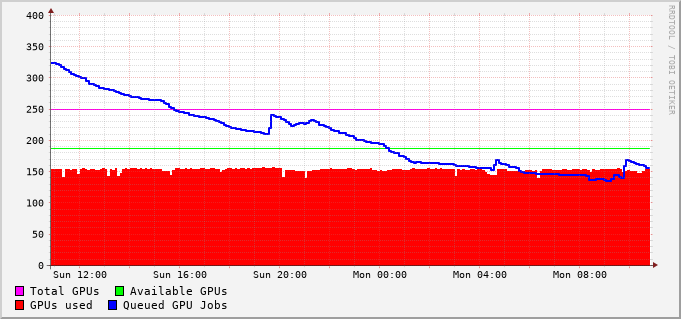 400
350
300
250
200
150
100
50
0
Sun 12:00 Sun 16:00 Sun 20:00 Mon 00:00 Mon 04:00 Mon 08:00
Total GPUs Available GPUs
GPUs used Queued GPU Jobs
RRDTOOL / TOBI OETIKER